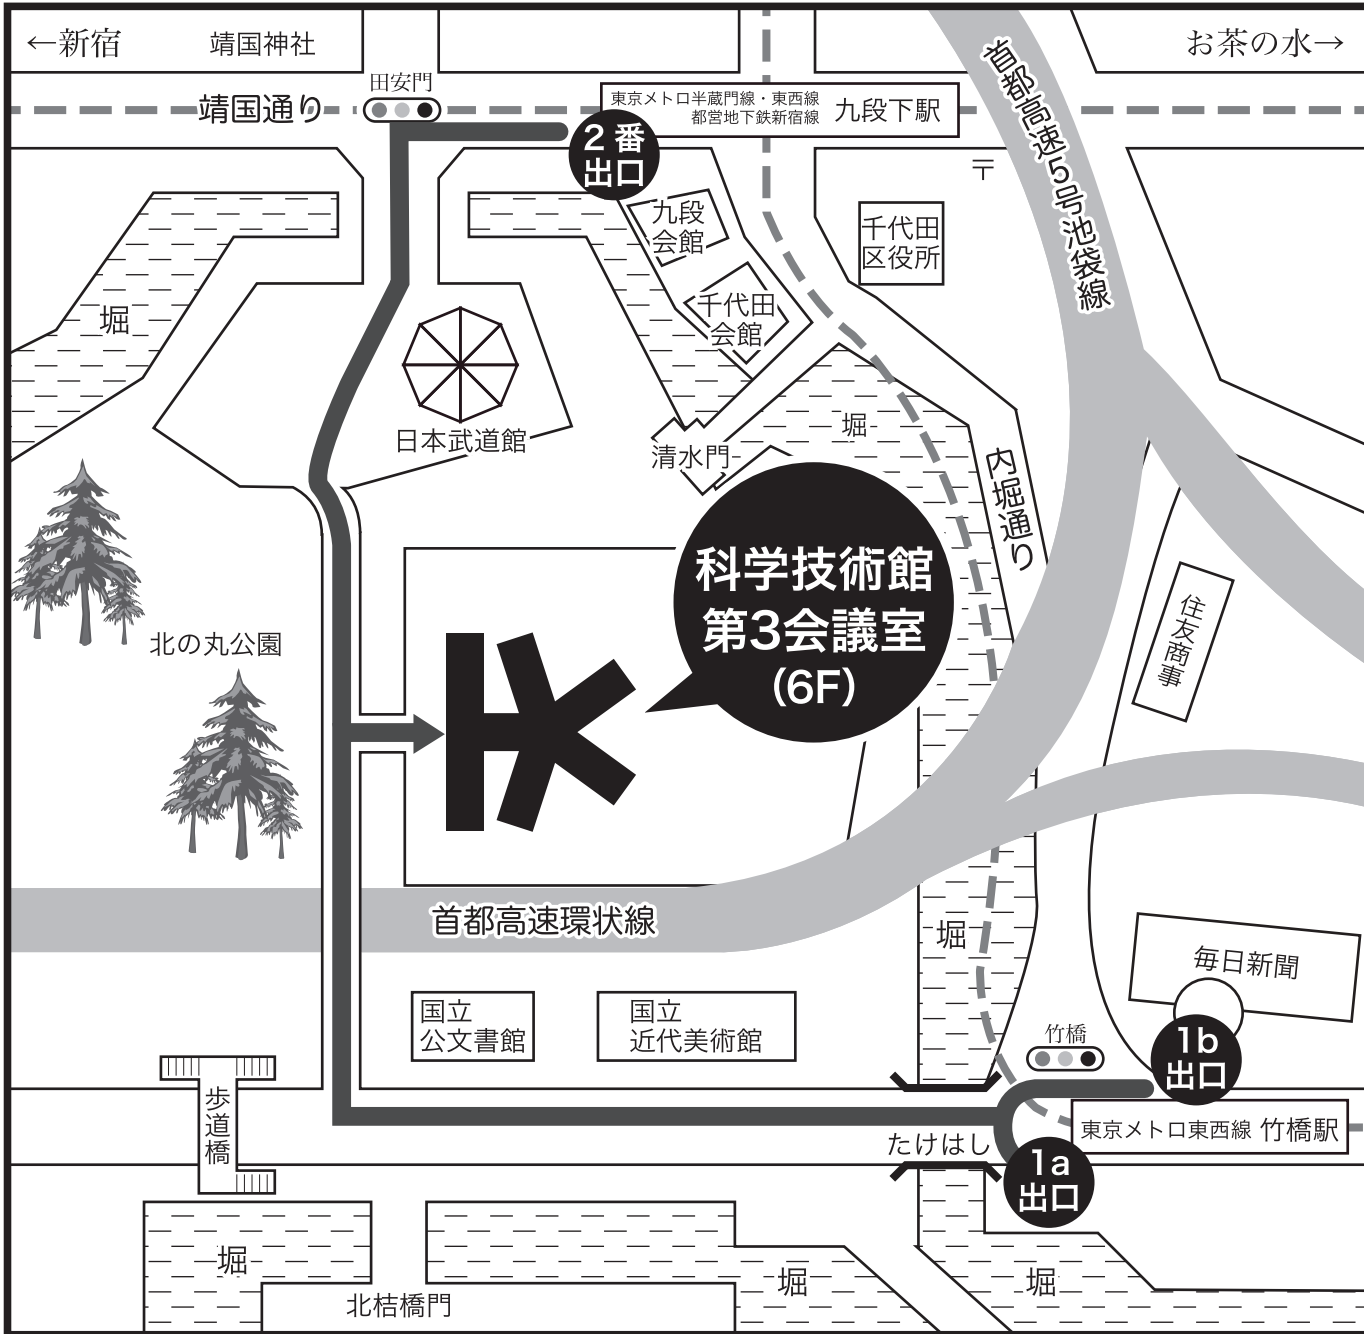 ←新宿
靖国神社
お茶の水→
田安門
靖国通り
東京メトロ半蔵門線・東西線
都営地下鉄新宿線
九段下駅
2番
出口
首都高速5号池袋線
〒
九段
会館
千代田
区役所
千代田
会館
堀
日本武道館
清水門
堀
内堀通り
科学技術館
第3会議室
(6F)
住友商事
北の丸公園
首都高速環状線
堀
毎日新聞
国立
公文書館
国立
近代美術館
竹橋
1b
出口
歩道橋
たけはし
東京メトロ東西線 竹橋駅
1a
出口
堀
堀
堀
北桔橋門